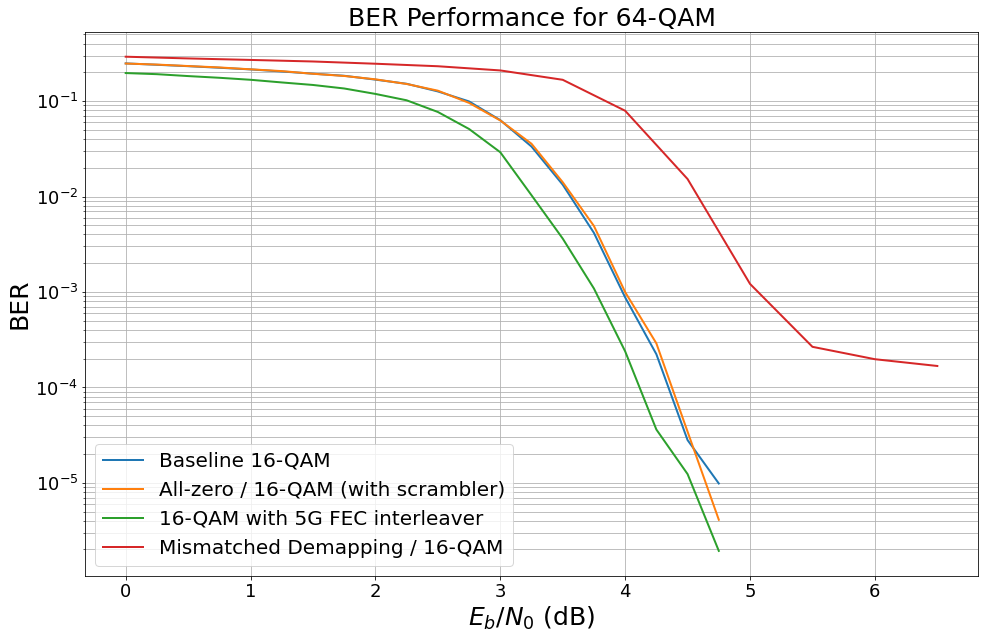 BER Performance for 64-QAM
BER
10⁻¹
10⁻²
10⁻³
10⁻⁴
10⁻⁵
Baseline 16-QAM
All-zero / 16-QAM (with scrambler)
16-QAM with 5G FEC interleaver
Mismatched Demapping / 16-QAM
0 1 2 3 4 5 6
E_b/N_0 (dB)